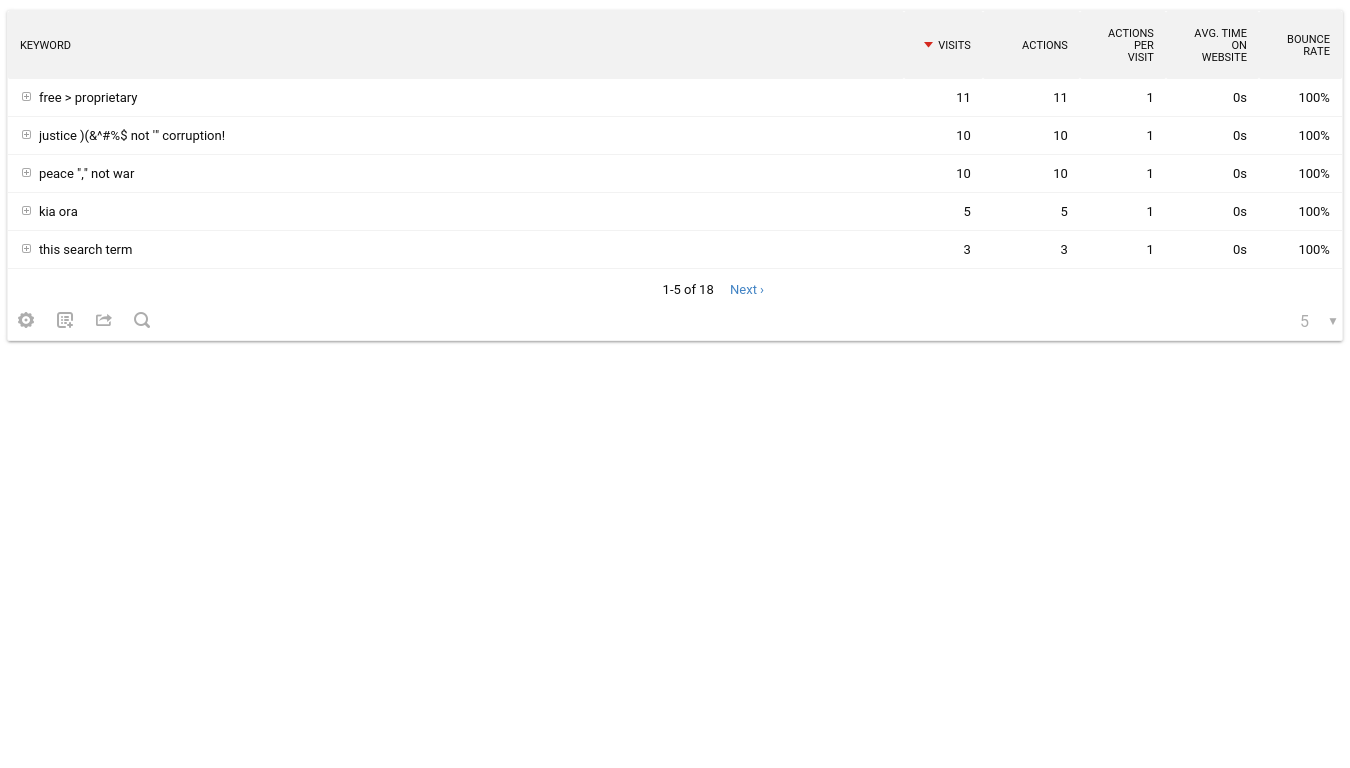 KEYWORD VISITS ACTIONS ACTIONS PER VISIT AVG. TIME ON WEBSITE BOUNCE RATE
free > proprietary 11 11 1 0s 100%
justice )(&^#%$ not '" corruption! 10 10 1 0s 100%
peace "," not war 10 10 1 0s 100%
kia ora 5 5 1 0s 100%
this search term 3 3 1 0s 100%
1-5 of 18 Next ›
5